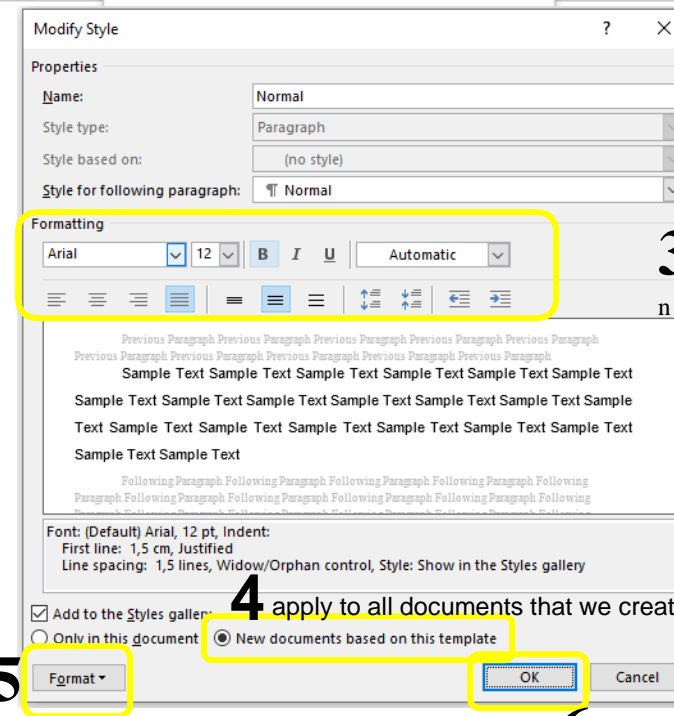 Modify Style ? ×
Properties
Name: Normal
Style type: Paragraph
Style based on: (no style)
Style for following paragraph: ¶ Normal
Formatting
Arial 12 B I U Automatic
3
n
Previous Paragraph Previous Paragraph Previous Paragraph Previous Paragraph Previous Paragraph
Previous Paragraph Previous Paragraph Previous Paragraph Previous Paragraph Previous Paragraph
Sample Text Sample Text Sample Text Sample Text Sample Text Sample Text
Sample Text Sample Text Sample Text Sample Text Sample Text Sample Text Sample
Text Sample Text Sample Text Sample Text Sample Text Sample Text Sample Text
Sample Text Sample Text
Following Paragraph Following Paragraph Following Paragraph Following Paragraph Following
Paragraph Following Paragraph Following Paragraph Following Paragraph Following
Font: (Default) Arial, 12 pt, Indent:
First line: 1,5 cm, Justified
Line spacing: 1,5 lines, Widow/Orphan control, Style: Show in the Styles gallery
4 apply to all documents that we creat
Add to the Styles gallery
Only in this document New documents based on this template
5 Format OK Cancel